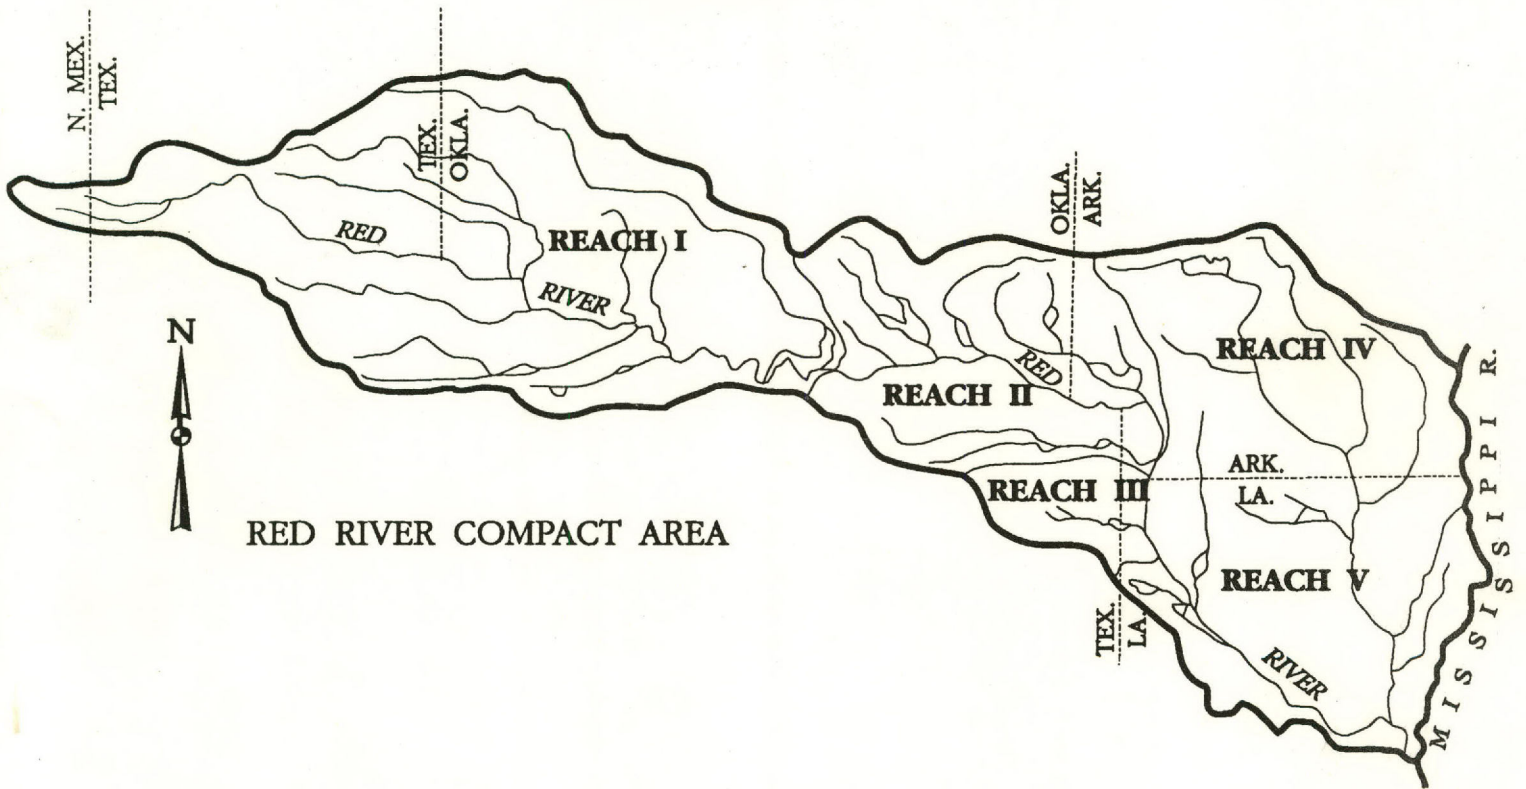 N. MEX.
TEX.
TEX.
OKLA.
OKLA.
ARK.
RED
REACH I
RIVER
N
REACH IV
RED
REACH II
MISSISSIPPI R.
ARK.
LA.
REACH III
RED RIVER COMPACT AREA
REACH V
TEX.
LA.
RIVER